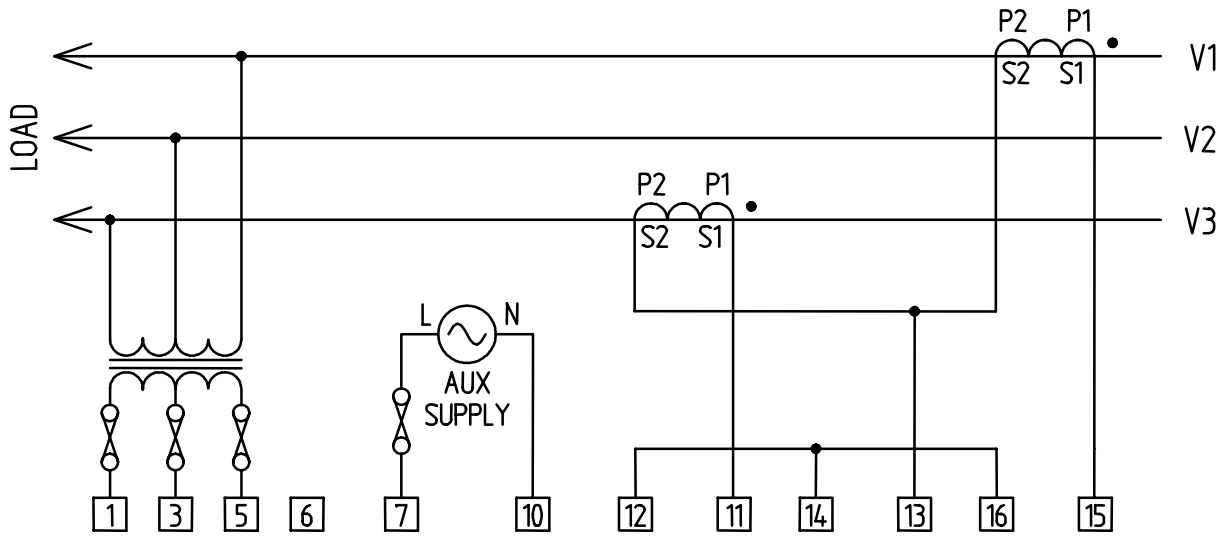 P2 P1
S2 S1
V1
LOAD
V2
P2 P1
S2 S1
V3
L N
AUX
SUPPLY
1 3 5 6 7 10 12 11 14 13 16 15